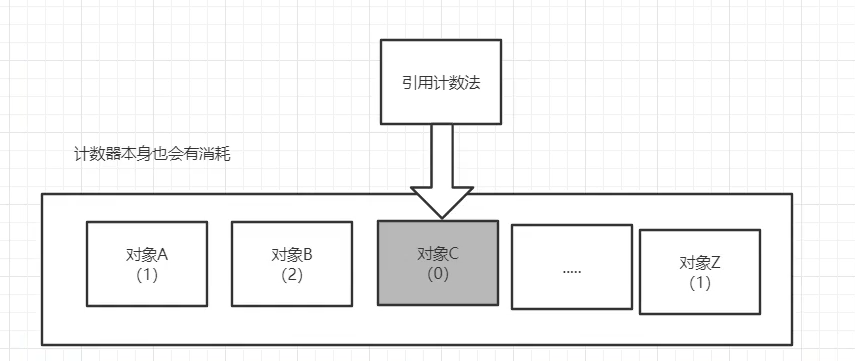 引用计数法
计数器本身也会有消耗
对象A
（1）
对象B
（2）
对象C
（0）
.....
对象Z
（1）